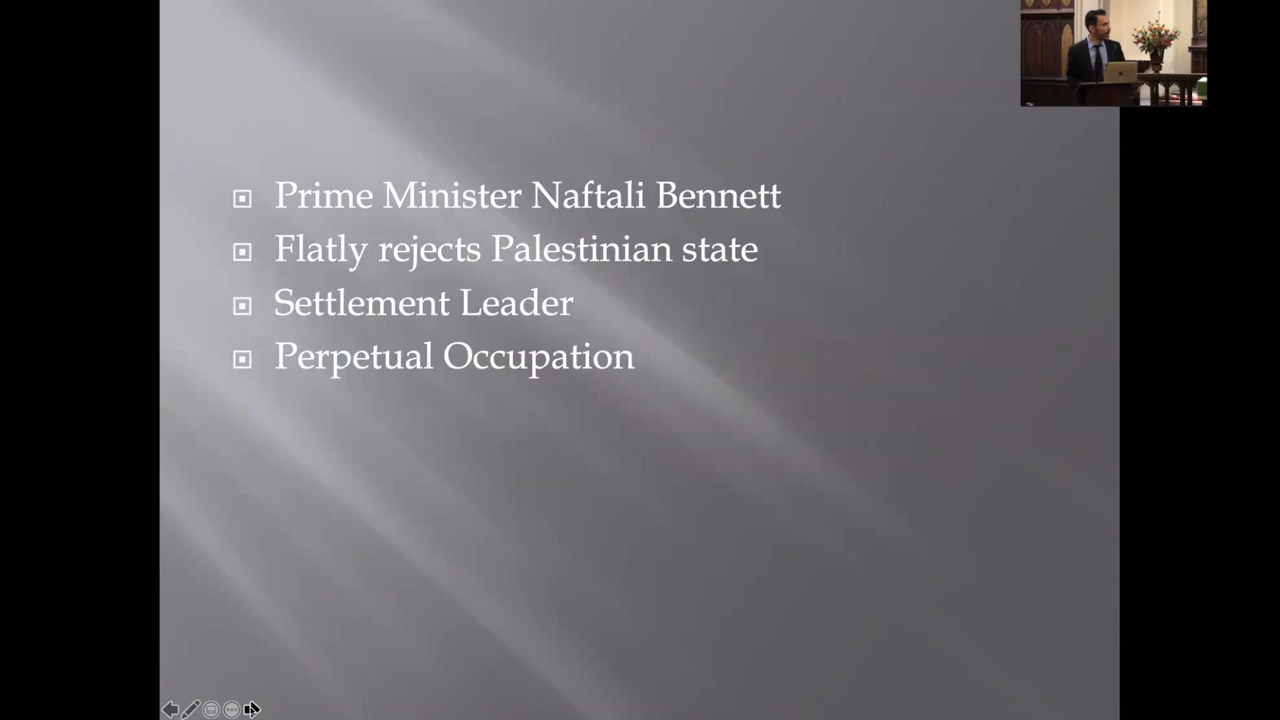 Prime Minister Naftali Bennett
Flatly rejects Palestinian state
Settlement Leader
Perpetual Occupation